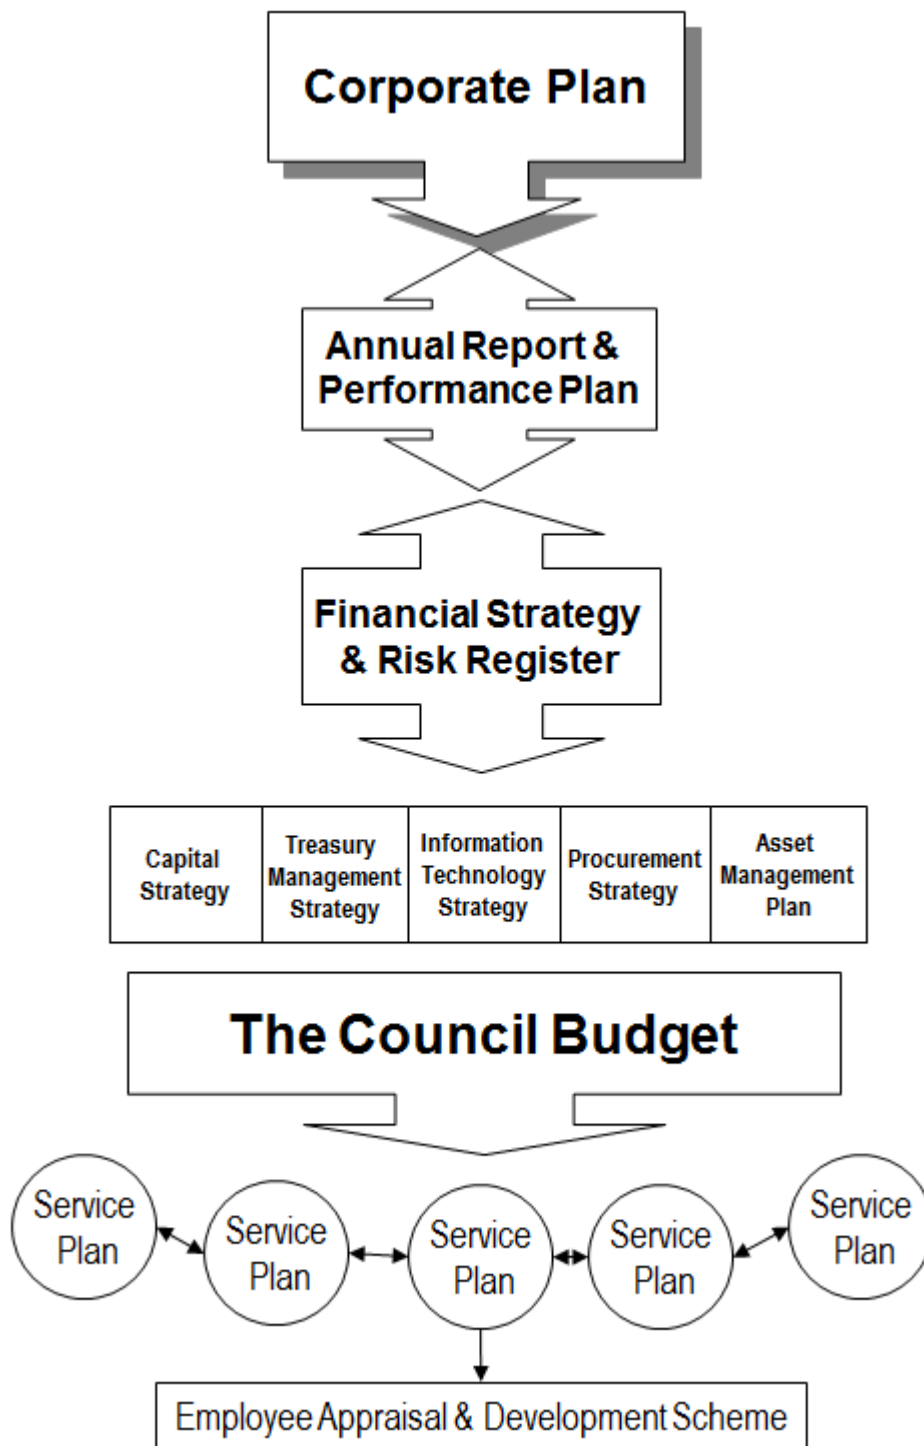 Corporate Plan
Annual Report &
Performance Plan
Financial Strategy
& Risk Register
Capital
Strategy
Treasury
Management
Strategy
Information
Technology
Strategy
Procurement
Strategy
Asset
Management
Plan
The Council Budget
Service
Plan
Service
Plan
Service
Plan
Service
Plan
Service
Plan
Employee Appraisal & Development Scheme